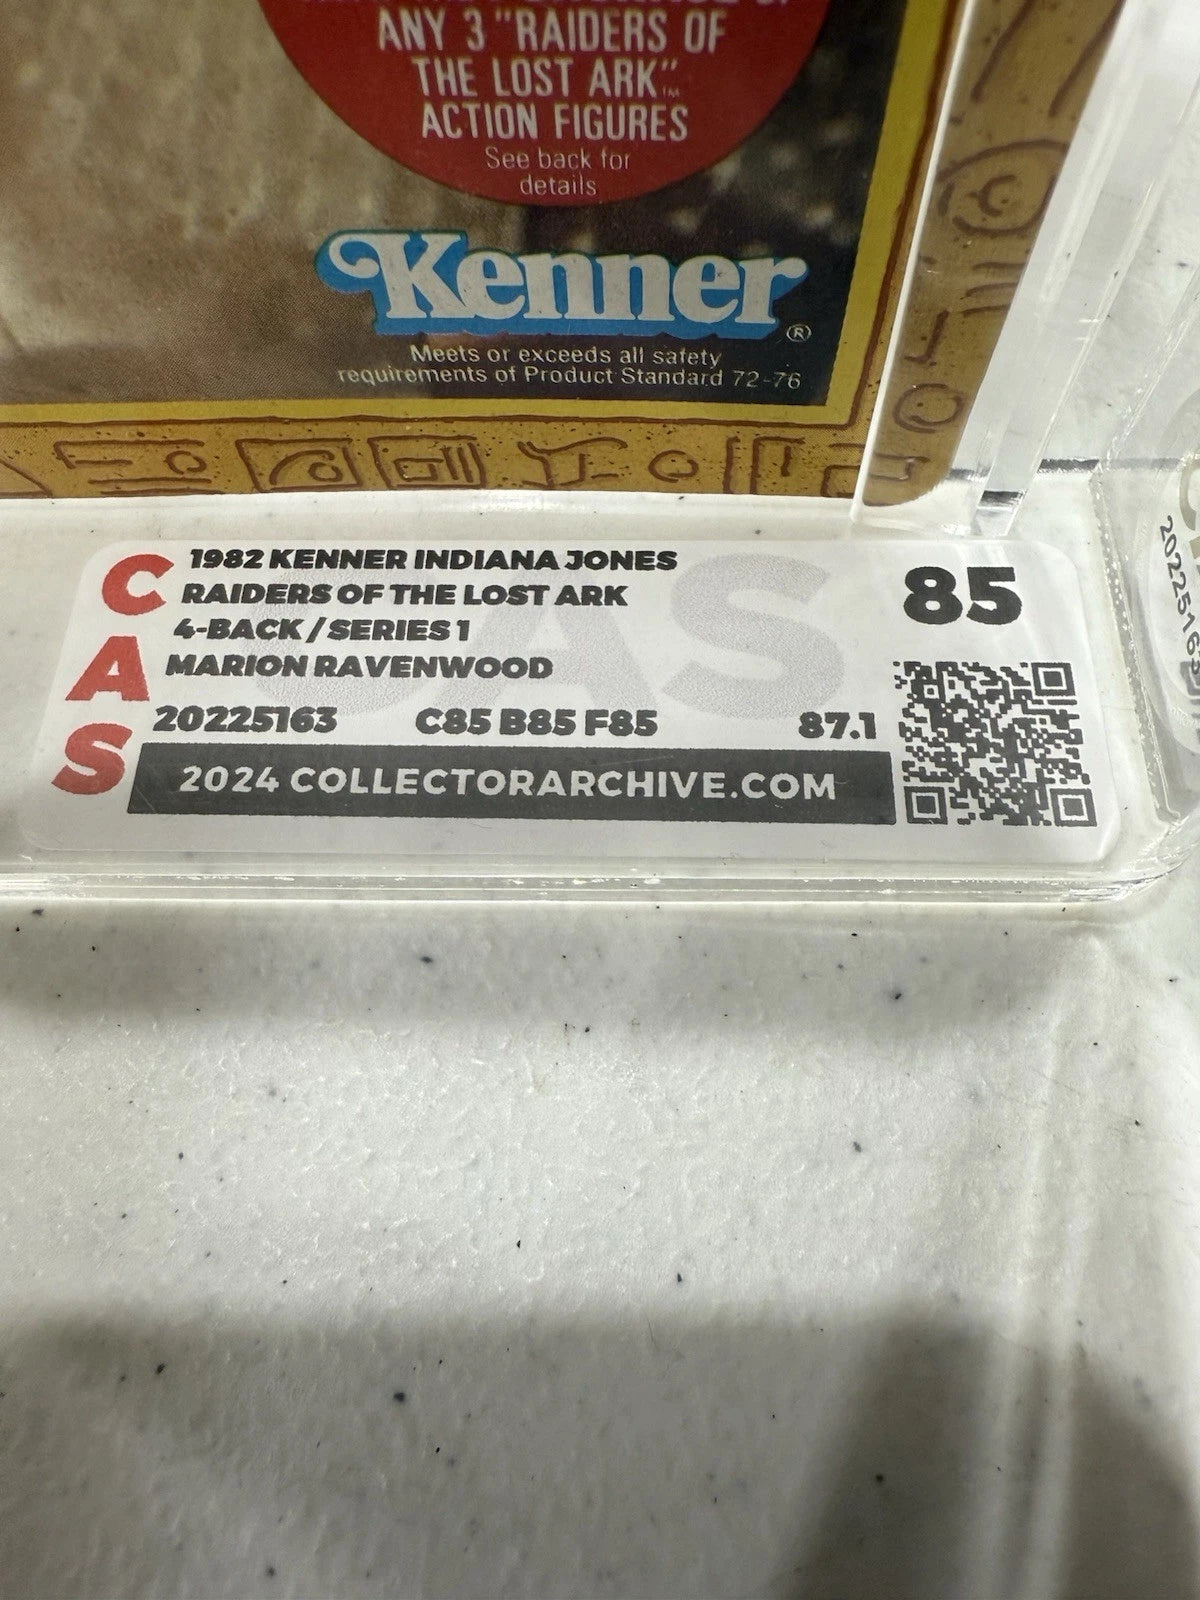 ANY 3 "RAIDERS OF
THE LOST ARK"™
ACTION FIGURES
See back for
details
Kenner®
Meets or exceeds all safety
requirements of Product Standard 72-76
CAS
1982 KENNER INDIANA JONES
RAIDERS OF THE LOST ARK
4-BACK / SERIES 1
MARION RAVENWOOD
85
20225163 C85 B85 F85 87.1
2024 COLLECTORARCHIVE.COM
20225163